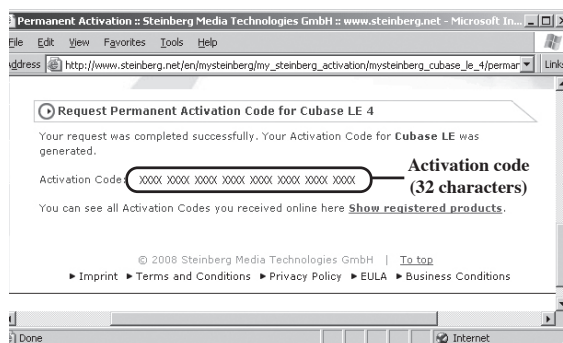 Permanent Activation :: Steinberg Media Technologies GmbH :: www.steinberg.net - Microsoft In...
File Edit View Favorites Tools Help
Address http://www.steinberg.net/en/mysteinberg/my_steinberg_activation/mysteinberg_cubase_le_4/permar Links
Request Permanent Activation Code for Cubase LE 4
Your request was completed successfully. Your Activation Code for Cubase LE was
generated.
Activation Code: XXXX XXXX XXXX XXXX XXXX XXXX XXXX XXXX
Activation code
(32 characters)
You can see all Activation Codes you received online here Show registered products.
© 2008 Steinberg Media Technologies GmbH | To top
Imprint Terms and Conditions Privacy Policy EULA Business Conditions
Done Internet